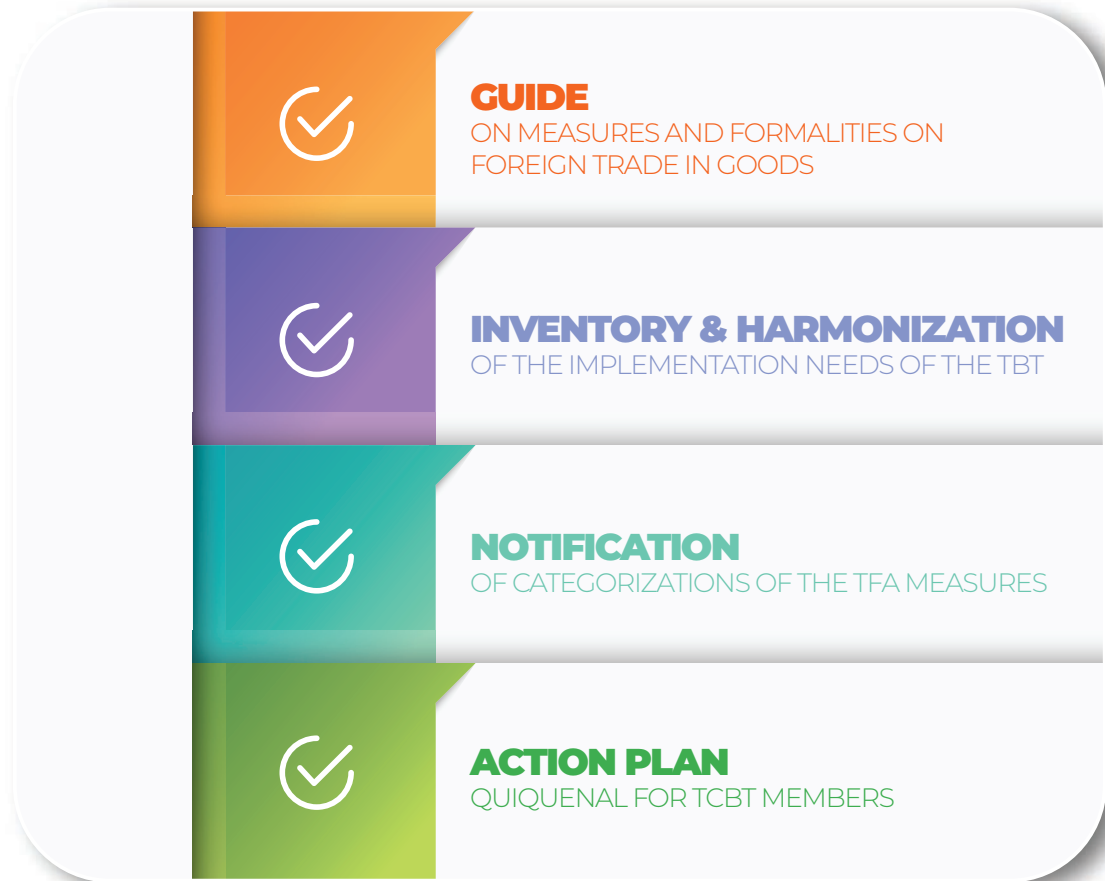 GUIDE
ON MEASURES AND FORMALITIES ON
FOREIGN TRADE IN GOODS
INVENTORY & HARMONIZATION
OF THE IMPLEMENTATION NEEDS OF THE TBT
NOTIFICATION
OF CATEGORIZATIONS OF THE TFA MEASURES
ACTION PLAN
QUIQUENAL FOR TCBT MEMBERS